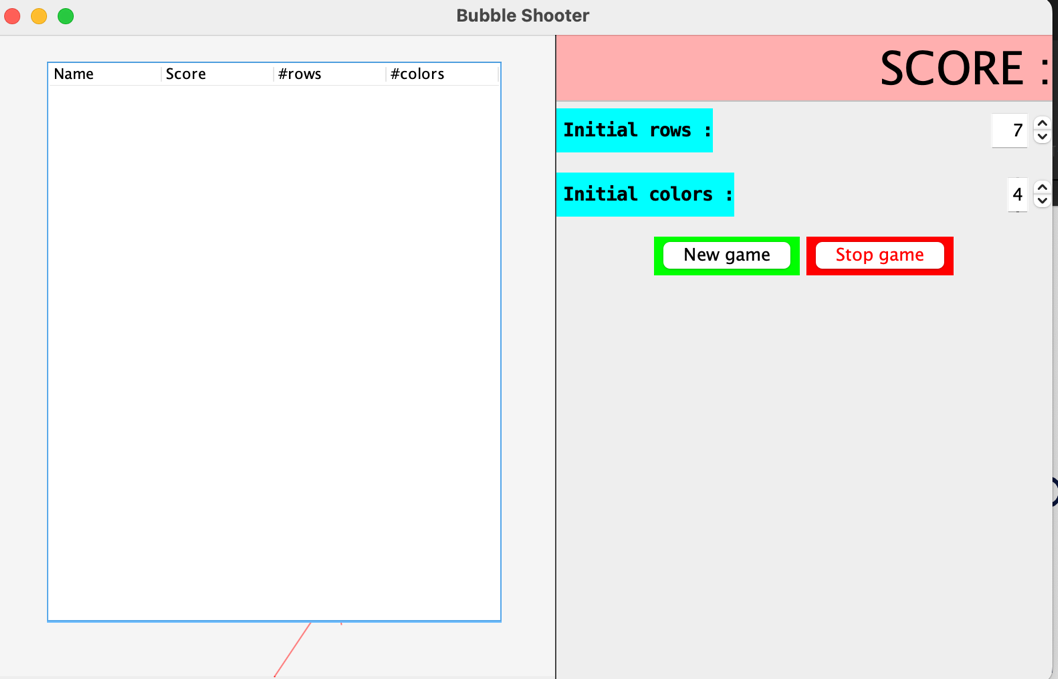 Bubble Shooter
Name Score #rows #colors
SCORE :
Initial rows : 7
Initial colors : 4
New game Stop game